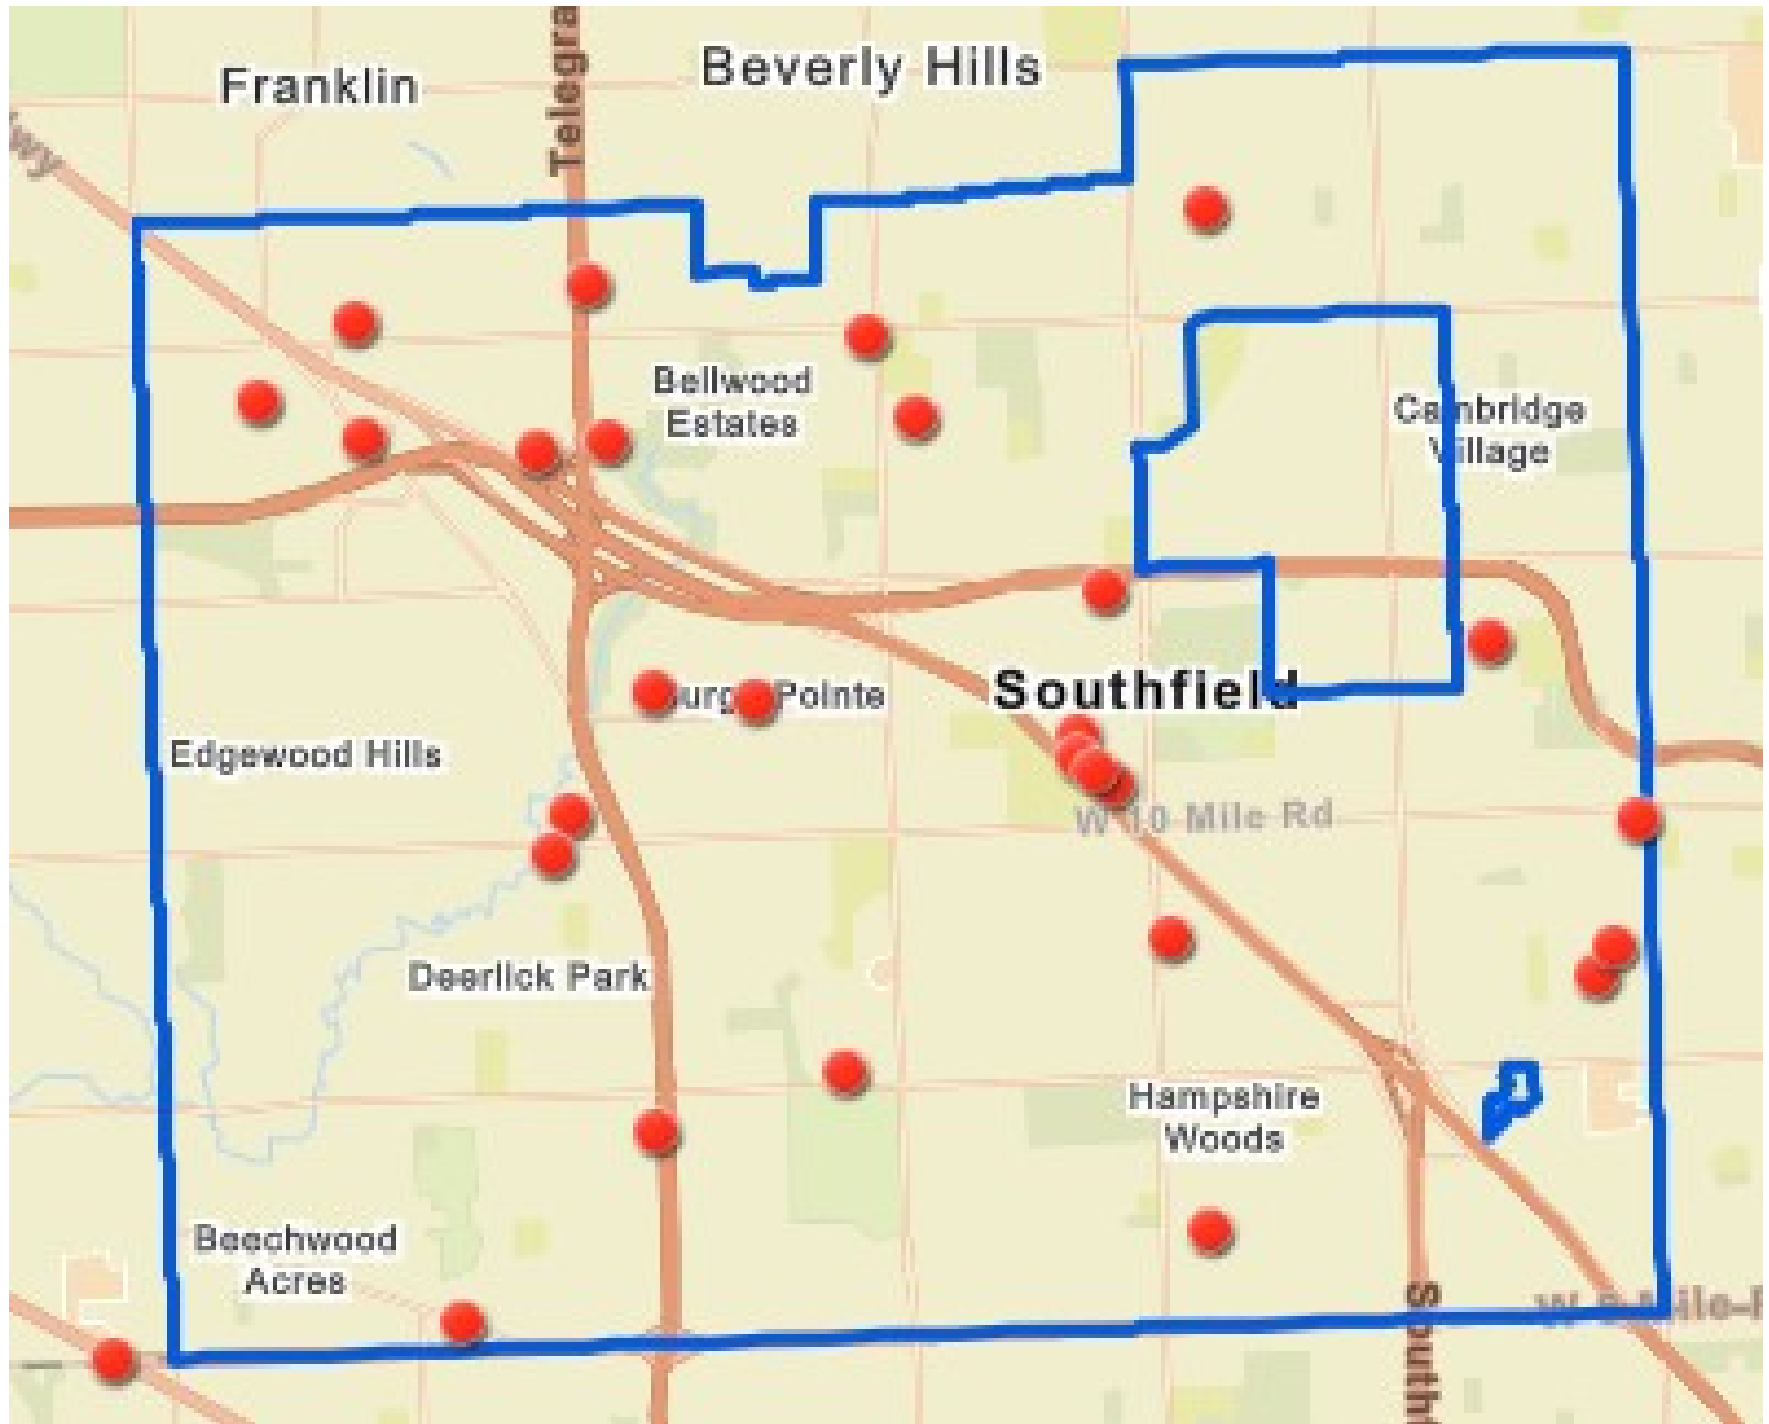 Franklin
Beverly Hills
Telegra
wy
Bellwood
Estates
Cambridge
Village
Southfield
Pointe
Edgewood Hills
W 10 Mile Rd
Deerlick Park
Hampshire
Woods
Beechwood
Acres